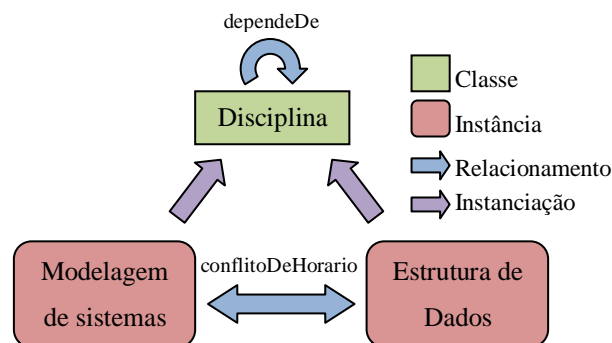 dependeDe
Disciplina
Classe
Instância
Relacionamento
Instanciação
Modelagem
de sistemas
conflitoDeHorario
Estrutura de
Dados